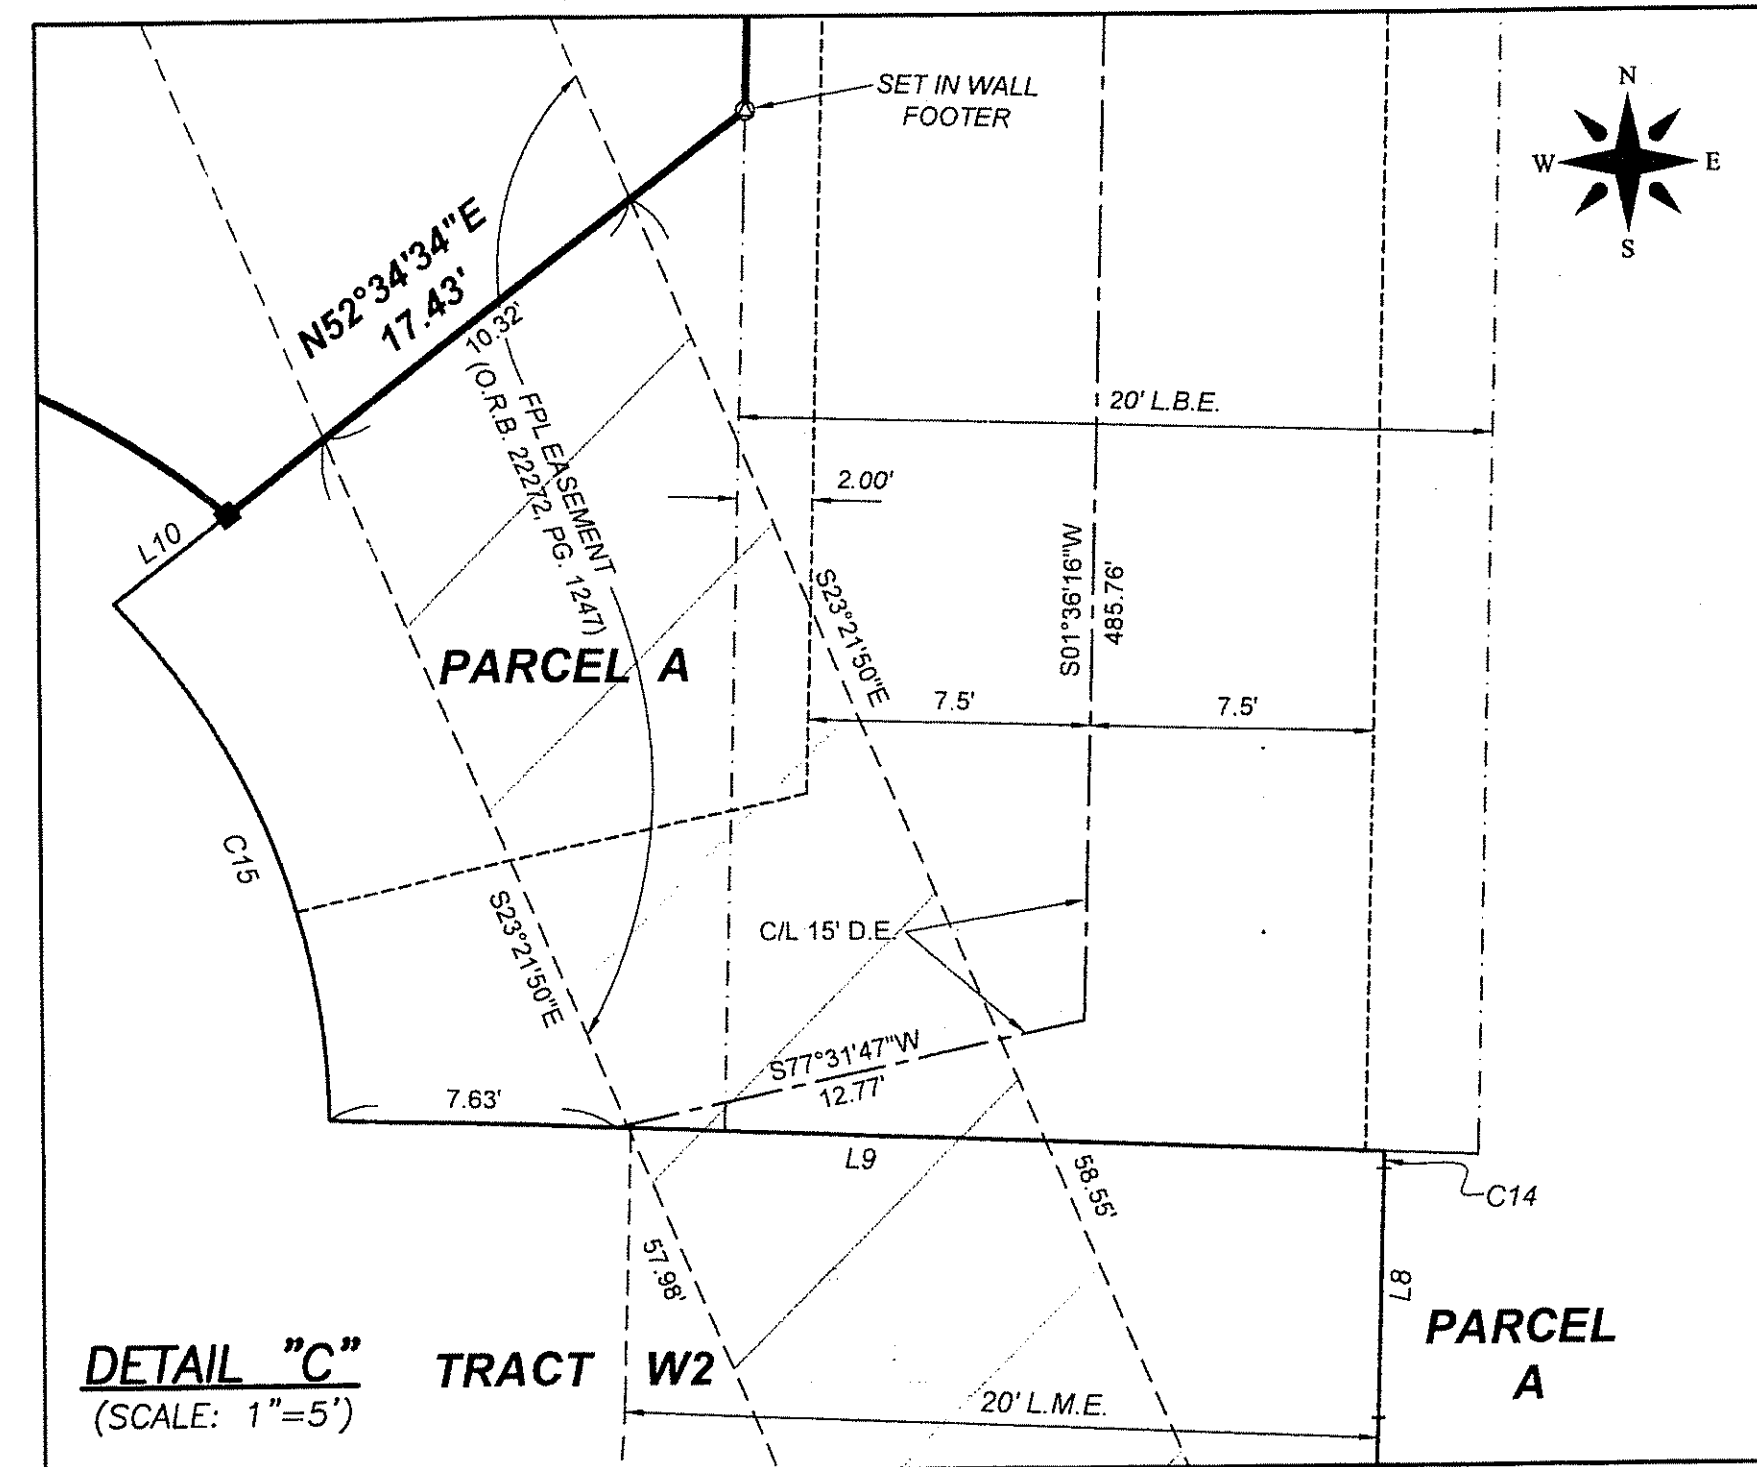 SET IN WALL
FOOTER
N
W
E
S
N52°34'34"E
17.43'
10.32'
FPL EASEMENT
(O.R.B. 22272, PG. 1247)
20' L.B.E.
2.00'
L10
S01°36'16"W
485.76'
S23°21'50"E
PARCEL A
7.5'
7.5'
C15
S23°21'50"E
C/L 15' D.E.
S77°31'47"W
12.77'
7.63'
L9
58.55'
C14
57.98'
L8
PARCEL
A
DETAIL "C"
(SCALE: 1"=5')
TRACT W2
20' L.M.E.